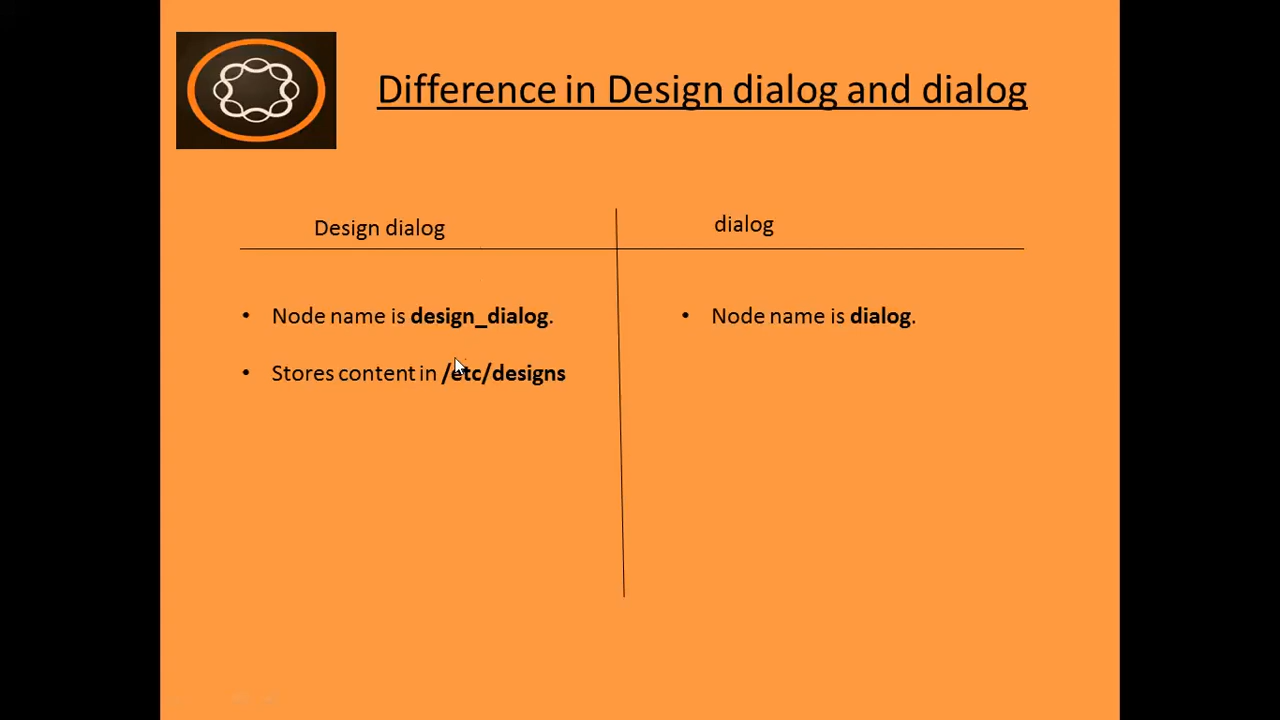 Difference in Design dialog and dialog
Design dialog
dialog
• Node name is design_dialog.
• Node name is dialog.
• Stores content in /etc/designs